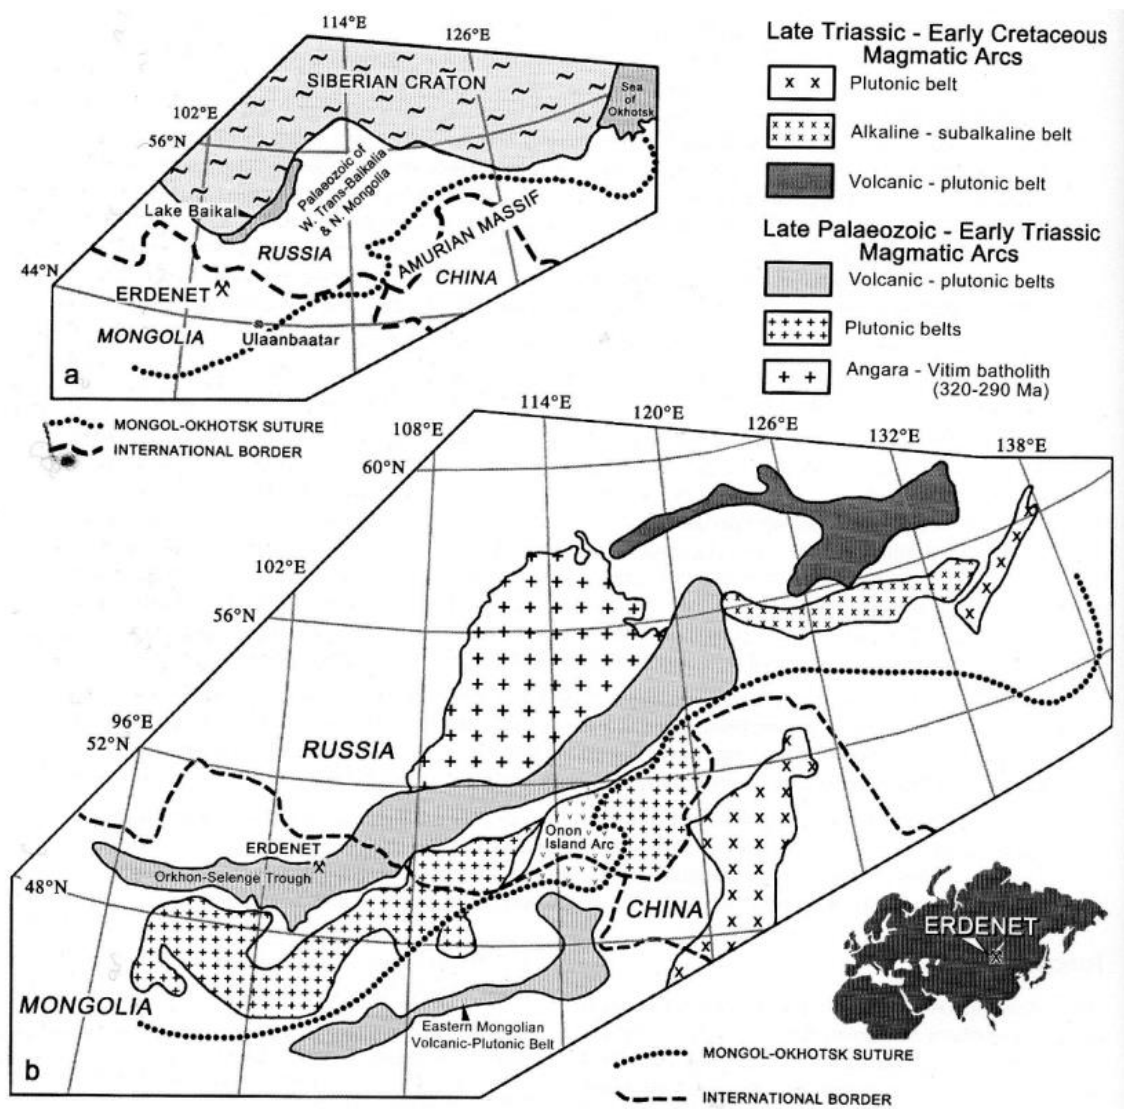 114°E
126°E
SIBERIAN CRATON
Sea
of
Okhotsk
102°E
56°N
Palaeozoic of
W. Trans-Baikalia
& N. Mongolia
Lake Baikal
RUSSIA
AMURIAN MASSIF
CHINA
44°N
ERDENET
MONGOLIA
Ulaanbaatar
a
MONGOL-OKHOTSK SUTURE
INTERNATIONAL BORDER
Late Triassic - Early Cretaceous
Magmatic Arcs
Plutonic belt
Alkaline - subalkaline belt
Volcanic - plutonic belt
Late Palaeozoic - Early Triassic
Magmatic Arcs
Volcanic - plutonic belts
Plutonic belts
Angara - Vitim batholith
(320-290 Ma)
114°E
120°E
126°E
132°E
138°E
108°E
60°N
102°E
56°N
96°E
52°N
RUSSIA
ERDENET
Orkhon-Selenge Trough
Onon
Island Arc
48°N
CHINA
MONGOLIA
Eastern Mongolian
Volcanic-Plutonic Belt
b
ERDENET
MONGOL-OKHOTSK SUTURE
INTERNATIONAL BORDER